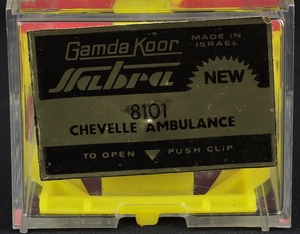 Gamda Koor
MADE IN
ISRAEL
Sabra
NEW
8101
CHEVELLE AMBULANCE
TO OPEN PUSH CLIP